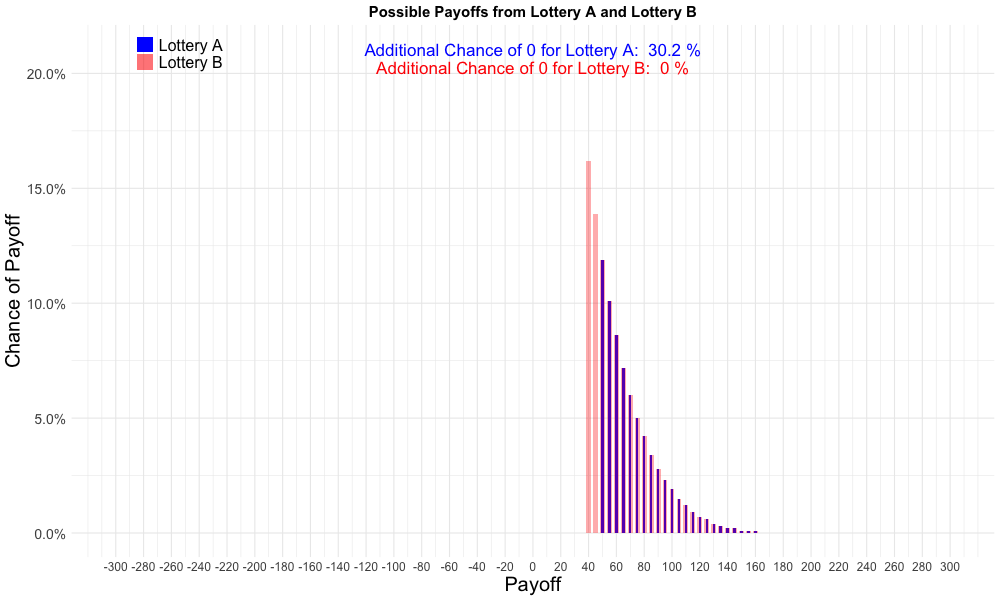 Possible Payoffs from Lottery A and Lottery B
Lottery A
Lottery B
Additional Chance of 0 for Lottery A:  30.2 %
Additional Chance of 0 for Lottery B:  0 %
Chance of Payoff
20.0%
15.0%
10.0%
5.0%
0.0%
-300 -280 -260 -240 -220 -200 -180 -160 -140 -120 -100 -80 -60 -40 -20 0 20 40 60 80 100 120 140 160 180 200 220 240 260 280 300
Payoff